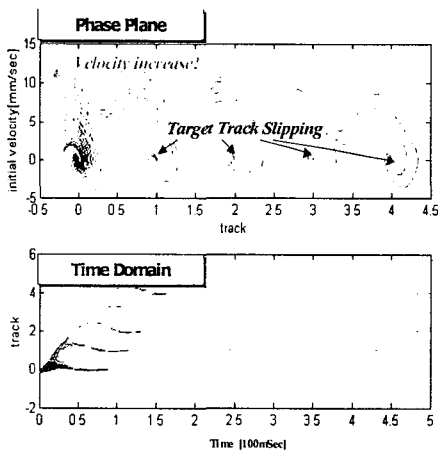 Phase Plane
15
Velocity increase!
10
5
Target Track Slipping
0
-5
initial velocity[mm/sec]
-0 5 0 0 5 1 1 5 2 2 5 3 3 5 4 4.5
track
Time Domain
6
4
2
0
-2
track
0 0 5 1 1 5 2 2 5 3 3 5 4 4 5 5
Time [100mSec]